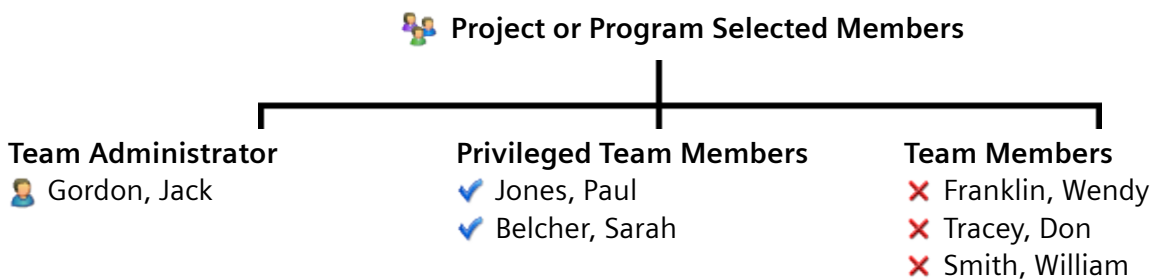 Project or Program Selected Members
Team Administrator
Gordon, Jack
Privileged Team Members
Jones, Paul
Belcher, Sarah
Team Members
Franklin, Wendy
Tracey, Don
Smith, William